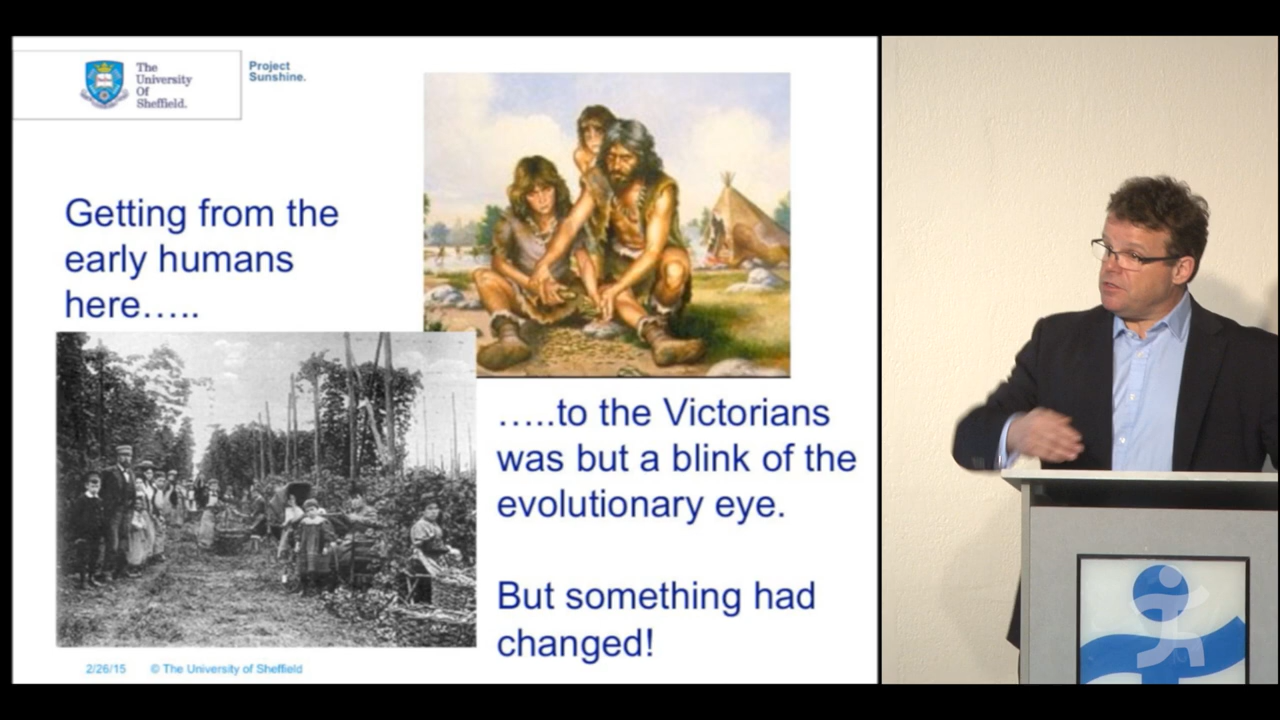 The
University
Of
Sheffield.
Project
Sunshine.
Getting from the
early humans
here…..
…..to the Victorians
was but a blink of the
evolutionary eye.
But something had
changed!
2/26/15 © The University of Sheffield